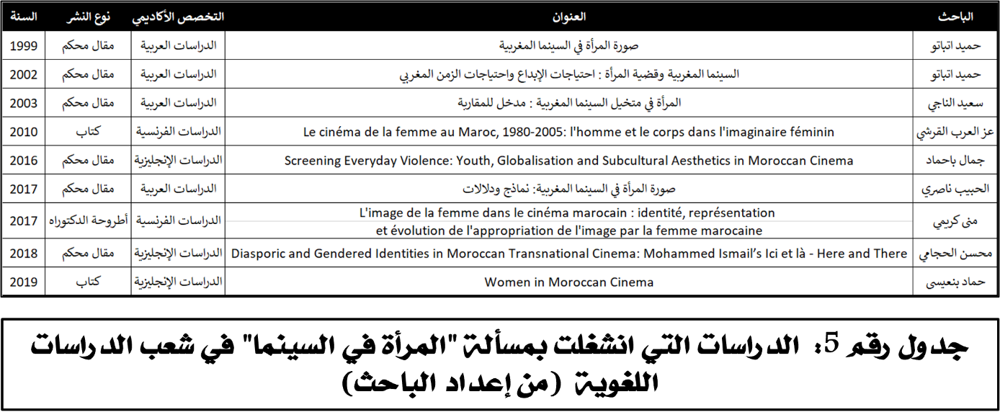 الباحث العنوان التخصص الأكاديمي نوع النشر السنة
حميد اتباتو صورة المرأة في السينما المغربية الدراسات العربية مقال محكم 1999
حميد اتباتو السينما المغربية وقضية المرأة : احتياجات الإبداع واحتياجات الزمن المغربي الدراسات العربية مقال محكم 2002
سعيد الناجي المرأة في متخيل السينما المغربية : مدخل للمقاربة الدراسات العربية مقال محكم 2003
عز العرب القرشي Le cinéma de la femme au Maroc, 1980-2005: l'homme et le corps dans l'imaginaire féminin الدراسات الفرنسية كتاب 2010
جمال باحماد Screening Everyday Violence: Youth, Globalisation and Subcultural Aesthetics in Moroccan Cinema الدراسات الإنجليزية مقال محكم 2016
الحبيب ناصري صورة المرأة في السينما المغربية: نماذج ودلالات الدراسات العربية مقال محكم 2017
منى كريمي L'image de la femme dans le cinéma marocain : identité, représentation
et évolution de l'appropriation de l'image par la femme marocaine الدراسات الفرنسية أطروحة الدكتوراه 2017
محسن الحجامي Diasporic and Gendered Identities in Moroccan Transnational Cinema: Mohammed Ismail’s Ici et là - Here and There الدراسات الإنجليزية مقال محكم 2018
حماد بنعيسى Women in Moroccan Cinema الدراسات الإنجليزية كتاب 2019
جدول رقم 5: الدراسات التي انشغلت بمسألة "المرأة في السينما" في شعب الدراسات
اللغوية (من إعداد الباحث)